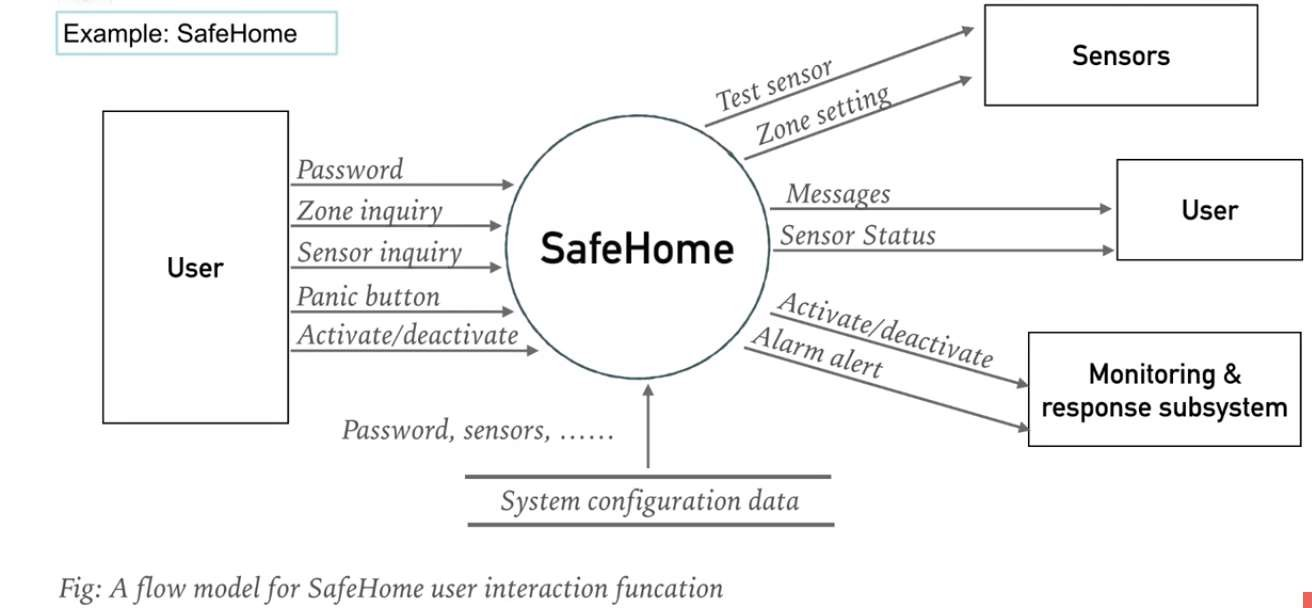 Example: SafeHome
Sensors
Test sensor
Zone setting
Password
Zone inquiry
Sensor inquiry
Panic button
Activate/deactivate
User
SafeHome
Messages
Sensor Status
User
Activate/deactivate
Alarm alert
Monitoring &
response subsystem
Password, sensors, ......
System configuration data
Fig: A flow model for SafeHome user interaction funcation